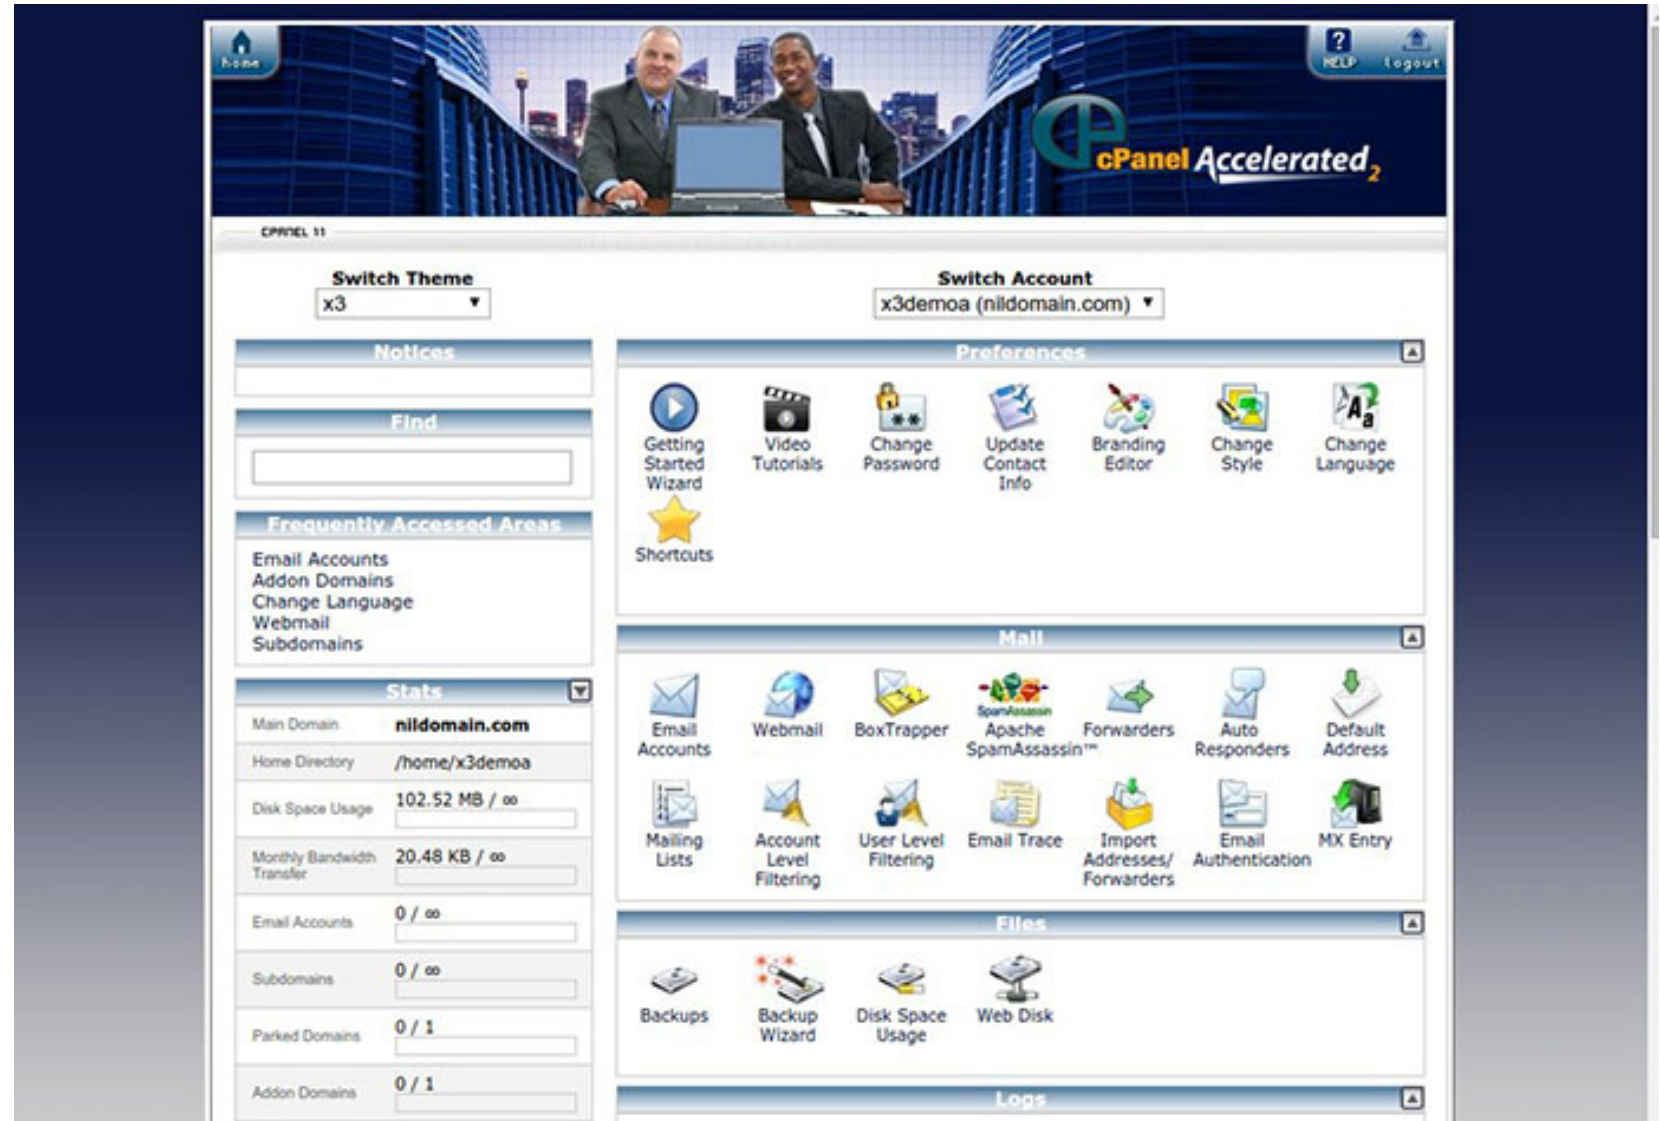 home
HELP
logout
cPanel Accelerated2
CPANEL 11
Switch Theme
x3
Switch Account
x3demoa (nildomain.com)
Notices
Find
Frequently Accessed Areas
Email Accounts
Addon Domains
Change Language
Webmail
Subdomains
Stats
Main Domain nildomain.com
Home Directory /home/x3demoa
Disk Space Usage 102.52 MB / ∞
Monthly Bandwidth
Transfer
20.48 KB / ∞
Email Accounts 0 / ∞
Subdomains 0 / ∞
Parked Domains 0 / 1
Addon Domains 0 / 1
Preferences
Getting
Started
Wizard
Video
Tutorials
Change
Password
Update
Contact
Info
Branding
Editor
Change
Style
Change
Language
Shortcuts
Mail
Email
Accounts
Webmail
BoxTrapper
SpamAssassin
Apache
SpamAssassin™
Forwarders
Auto
Responders
Default
Address
Mailing
Lists
Account
Level
Filtering
User Level
Filtering
Email Trace
Import
Addresses/
Forwarders
Email
Authentication
MX Entry
Files
Backups
Backup
Wizard
Disk Space
Usage
Web Disk
Logs